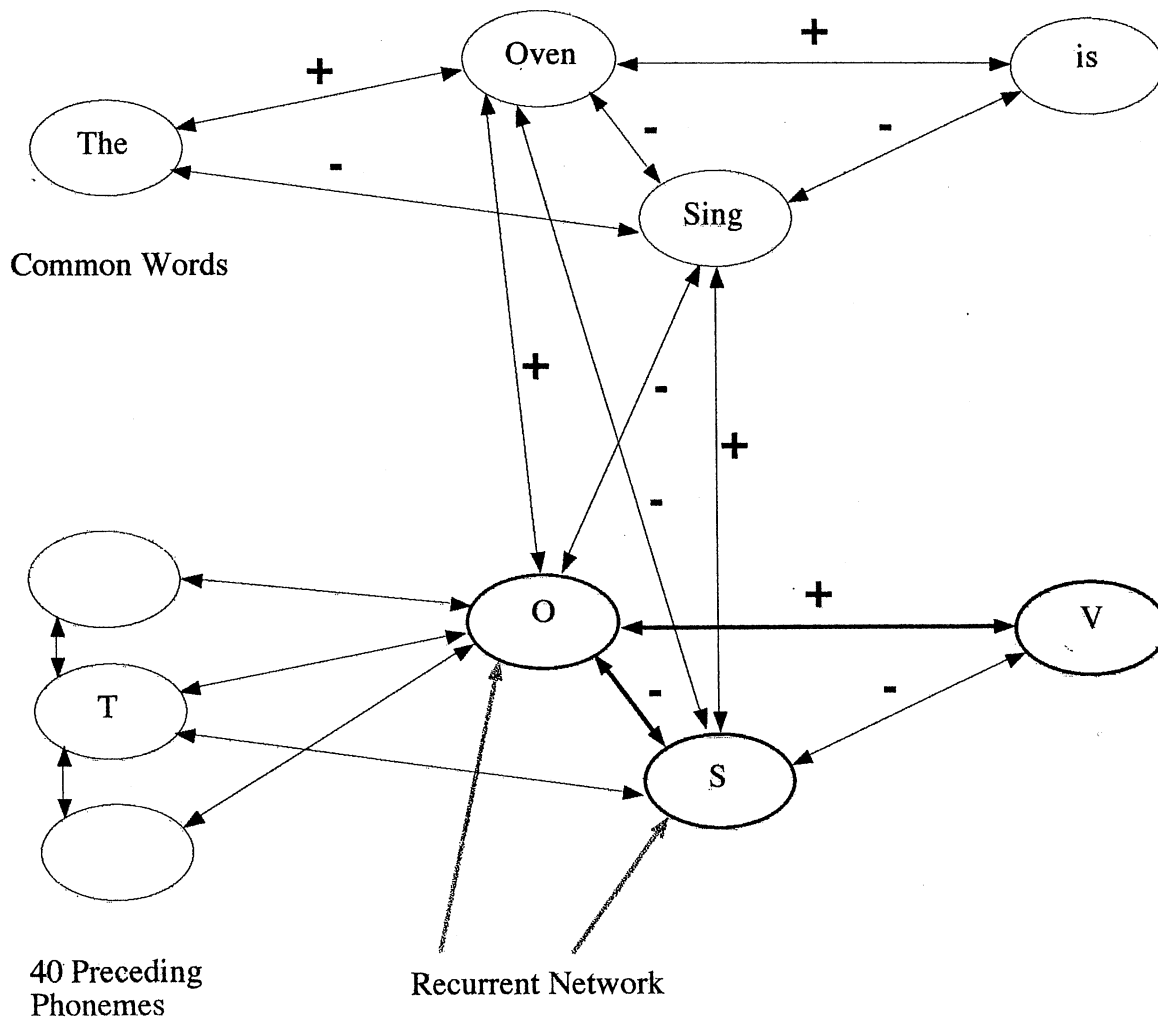 +
Oven
+
is
+
The
-
-
-
Sing
Common Words
+
-
+
-
O
+
V
T
-
-
S
40 Preceding
Phonemes
Recurrent Network